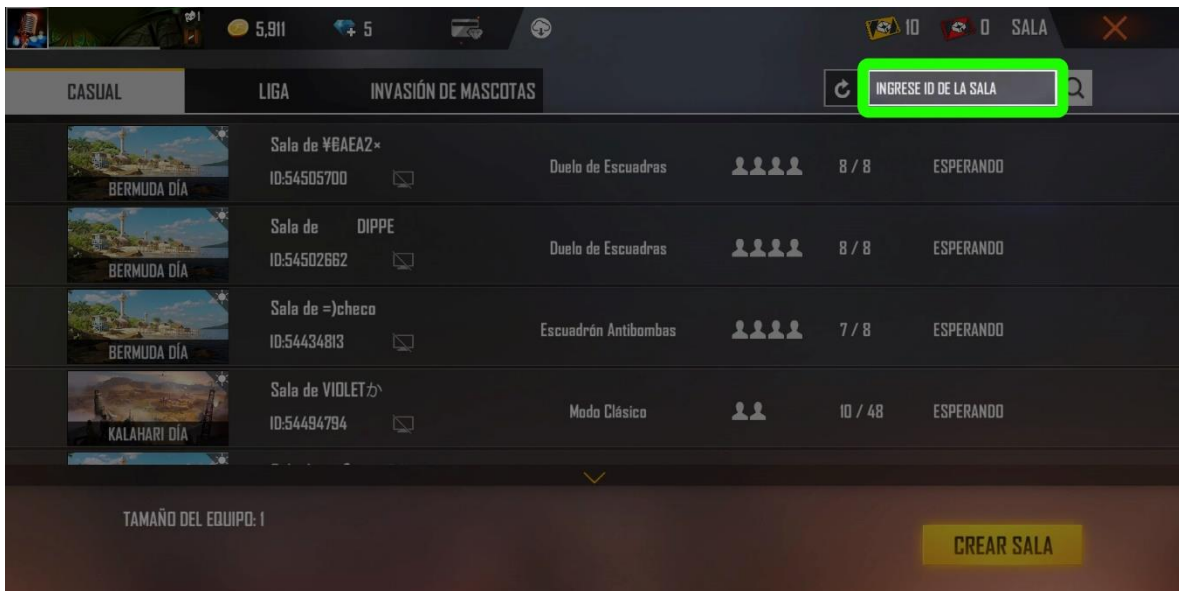 5,911 5 10 0 SALA
CASUAL LIGA INVASIÓN DE MASCOTAS INGRESE ID DE LA SALA
Sala de ¥€AEA2×
ID:54505700
BERMUDA DÍA
Duelo de Escuadras 8 / 8 ESPERANDO
Sala de DIPPE
ID:54502662
BERMUDA DÍA
Duelo de Escuadras 8 / 8 ESPERANDO
Sala de =)checo
ID:54434813
BERMUDA DÍA
Escuadrón Antibombas 7 / 8 ESPERANDO
Sala de VIOLETか
ID:54494794
KALAHARI DÍA
Modo Clásico 10 / 48 ESPERANDO
TAMAÑO DEL EQUIPO: 1
CREAR SALA